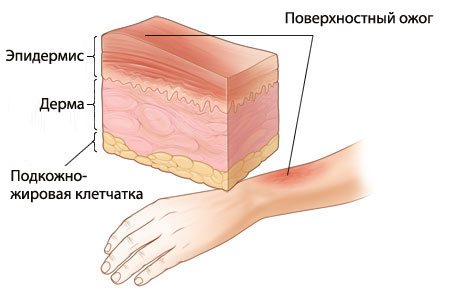 Поверхностный ожог
Эпидермис
Дерма
Подкожно-
жировая клетчатка